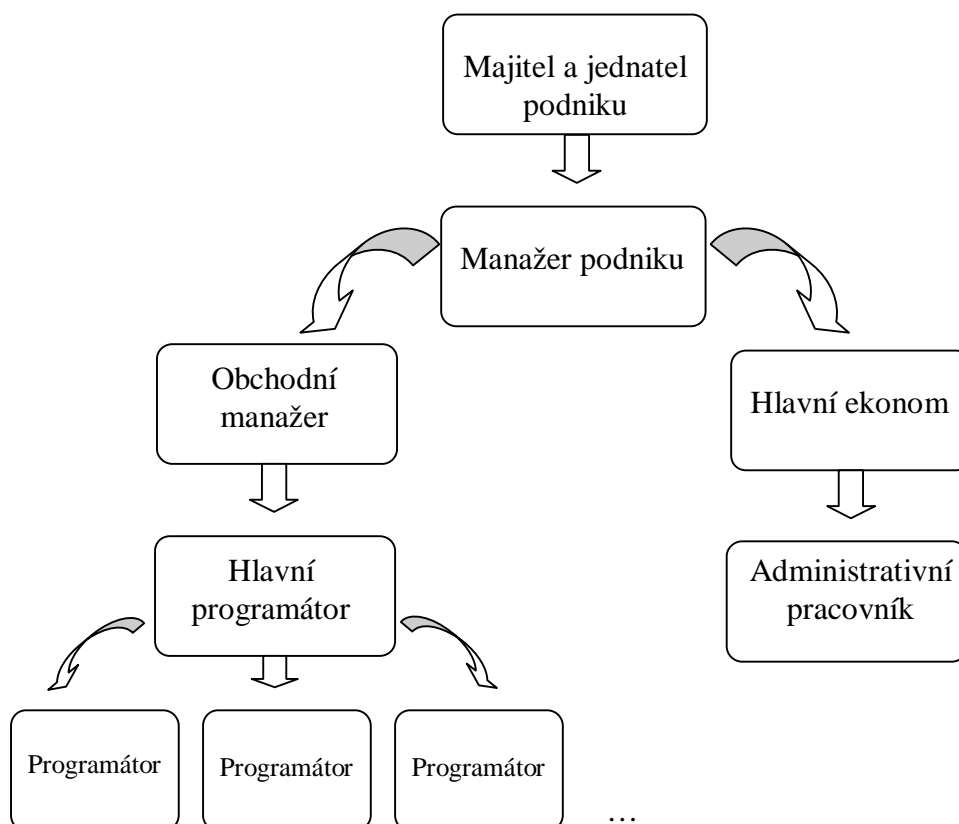 Majitel a jednatel
podniku
Manažer podniku
Obchodní
manažer
Hlavní ekonom
Hlavní
programátor
Administrativní
pracovník
Programátor
Programátor
Programátor
...